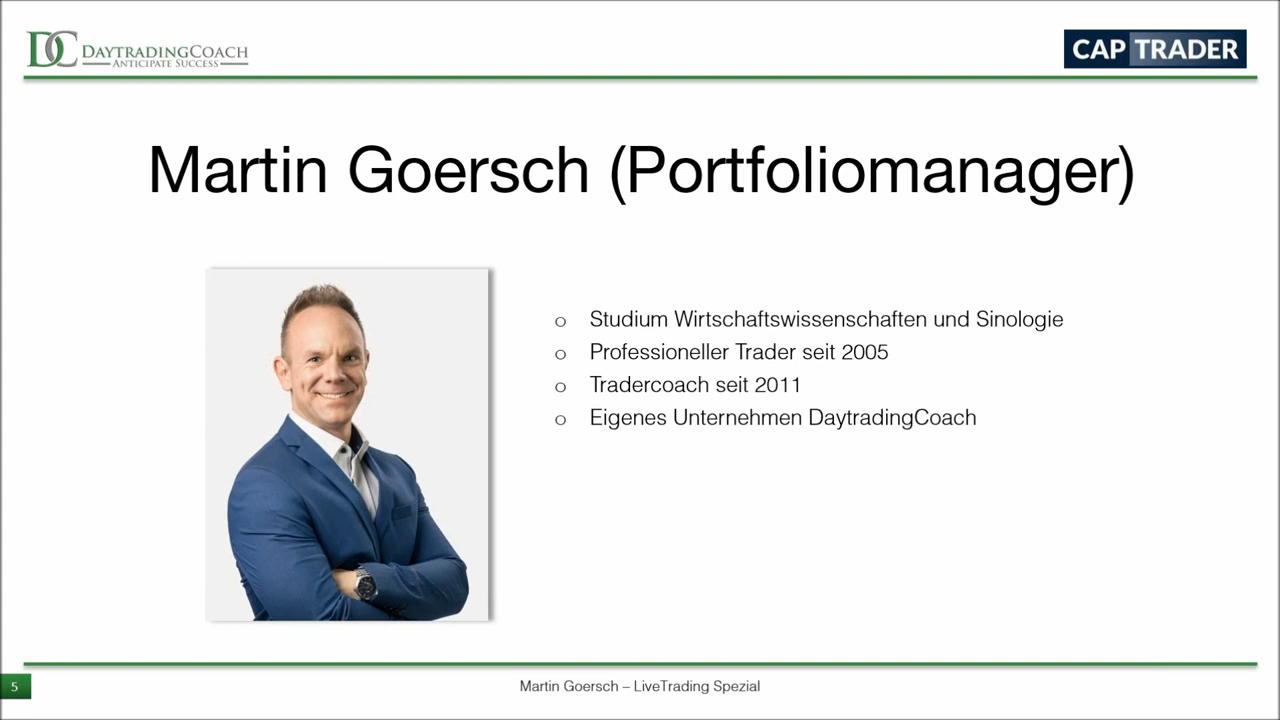 DC DAYTRADINGCOACH
ANTICIPATE SUCCESS
CAP TRADER
Martin Goersch (Portfoliomanager)
o Studium Wirtschaftswissenschaften und Sinologie
o Professioneller Trader seit 2005
o Tradercoach seit 2011
o Eigenes Unternehmen DaytradingCoach
5
Martin Goersch – LiveTrading Spezial